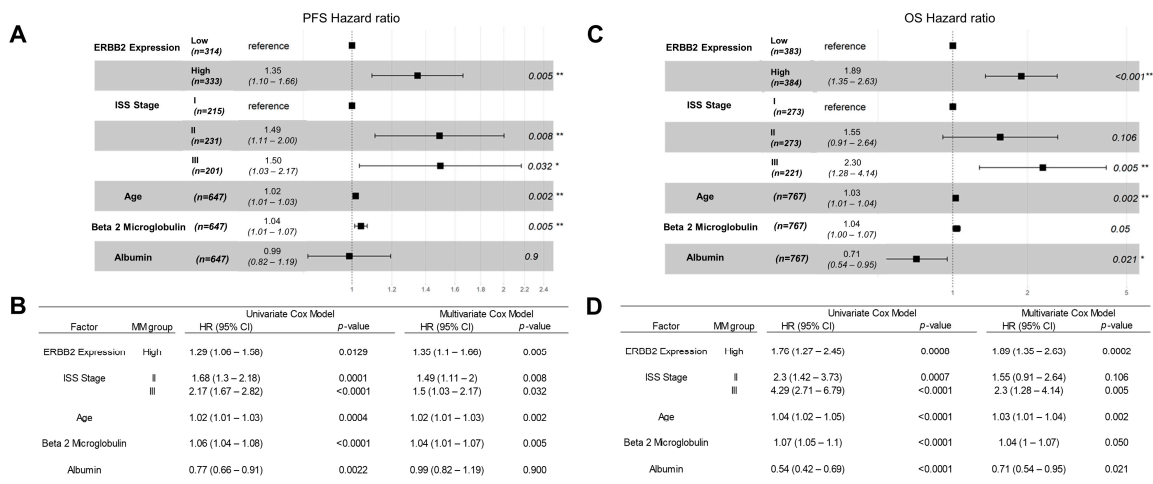 PFS Hazard ratio
A
ERBB2 Expression Low (n=314) reference
High (n=333) 1.35 (1.10 – 1.66) 0.005 **
ISS Stage I (n=215) reference
II (n=231) 1.49 (1.11 – 2.00) 0.008 **
III (n=201) 1.50 (1.03 – 2.17) 0.032 *
Age (n=647) 1.02 (1.01 – 1.03) 0.002 **
Beta 2 Microglobulin (n=647) 1.04 (1.01 – 1.07) 0.005 **
Albumin (n=647) 0.99 (0.82 – 1.19) 0.9
1 1.2 1.4 1.6 1.8 2 2.2 2.4
B
Univariate Cox Model Multivariate Cox Model
Factor MM group HR (95% CI) p-value HR (95% CI) p-value
ERBB2 Expression High 1.29 (1.06 – 1.58) 0.0129 1.35 (1.1 – 1.66) 0.005
ISS Stage II 1.68 (1.3 – 2.18) 0.0001 1.49 (1.11 – 2) 0.008
III 2.17 (1.67 – 2.82) <0.0001 1.5 (1.03 – 2.17) 0.032
Age 1.02 (1.01 – 1.03) 0.0004 1.02 (1.01 – 1.03) 0.002
Beta 2 Microglobulin 1.06 (1.04 – 1.08) <0.0001 1.04 (1.01 – 1.07) 0.005
Albumin 0.77 (0.66 – 0.91) 0.0022 0.99 (0.82 – 1.19) 0.900
OS Hazard ratio
C
ERBB2 Expression Low (n=383) reference
High (n=384) 1.89 (1.35 – 2.63) <0.001**
ISS Stage I (n=273) reference
II (n=273) 1.55 (0.91 – 2.64) 0.106
III (n=221) 2.30 (1.28 – 4.14) 0.005 **
Age (n=767) 1.03 (1.01 – 1.04) 0.002 **
Beta 2 Microglobulin (n=767) 1.04 (1.00 – 1.07) 0.05
Albumin (n=767) 0.71 (0.54 – 0.95) 0.021 *
1 2 5
D
Univariate Cox Model Multivariate Cox Model
Factor MM group HR (95% CI) p-value HR (95% CI) p-value
ERBB2 Expression High 1.76 (1.27 – 2.45) 0.0008 1.89 (1.35 – 2.63) 0.0002
ISS Stage II 2.3 (1.42 – 3.73) 0.0007 1.55 (0.91 – 2.64) 0.106
III 4.29 (2.71 – 6.79) <0.0001 2.3 (1.28 – 4.14) 0.005
Age 1.04 (1.02 – 1.05) <0.0001 1.03 (1.01 – 1.04) 0.002
Beta 2 Microglobulin 1.07 (1.05 – 1.1) <0.0001 1.04 (1 – 1.07) 0.050
Albumin 0.54 (0.42 – 0.69) <0.0001 0.71 (0.54 – 0.95) 0.021